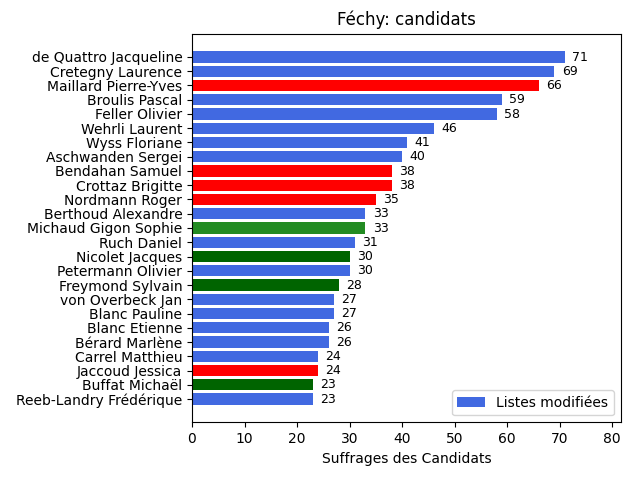 Féchy: candidats
de Quattro Jacqueline 71
Cretegny Laurence 69
Maillard Pierre-Yves 66
Broulis Pascal 59
Feller Olivier 58
Wehrli Laurent 46
Wyss Floriane 41
Aschwanden Sergei 40
Bendahan Samuel 38
Crottaz Brigitte 38
Nordmann Roger 35
Berthoud Alexandre 33
Michaud Gigon Sophie 33
Ruch Daniel 31
Nicolet Jacques 30
Petermann Olivier 30
Freymond Sylvain 28
von Overbeck Jan 27
Blanc Pauline 27
Blanc Etienne 26
Bérard Marlène 26
Carrel Matthieu 24
Jaccoud Jessica 24
Buffat Michaël 23
Reeb-Landry Frédérique 23
Listes modifiées
0 10 20 30 40 50 60 70 80
Suffrages des Candidats